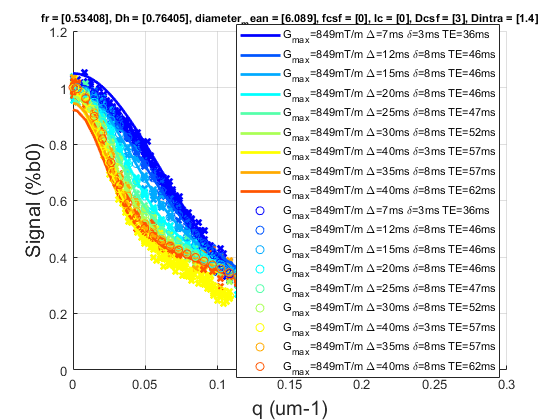 fr = [0.53408], Dh = [0.76405], diameter_mean = [6.089], fcsf = [0], Ic = [0], Dcsf = [3], Dintra = [1.4]
1.2
1
0.8
0.6
0.4
0.2
0
Signal (%b0)
Gmax=849mT/m Δ=7ms δ=3ms TE=36ms
Gmax=849mT/m Δ=12ms δ=8ms TE=46ms
Gmax=849mT/m Δ=15ms δ=8ms TE=46ms
Gmax=849mT/m Δ=20ms δ=8ms TE=46ms
Gmax=849mT/m Δ=25ms δ=8ms TE=47ms
Gmax=849mT/m Δ=30ms δ=8ms TE=52ms
Gmax=849mT/m Δ=40ms δ=3ms TE=57ms
Gmax=849mT/m Δ=35ms δ=8ms TE=57ms
Gmax=849mT/m Δ=40ms δ=8ms TE=62ms
Gmax=849mT/m Δ=7ms δ=3ms TE=36ms
Gmax=849mT/m Δ=12ms δ=8ms TE=46ms
Gmax=849mT/m Δ=15ms δ=8ms TE=46ms
Gmax=849mT/m Δ=20ms δ=8ms TE=46ms
Gmax=849mT/m Δ=25ms δ=8ms TE=47ms
Gmax=849mT/m Δ=30ms δ=8ms TE=52ms
Gmax=849mT/m Δ=40ms δ=3ms TE=57ms
Gmax=849mT/m Δ=35ms δ=8ms TE=57ms
Gmax=849mT/m Δ=40ms δ=8ms TE=62ms
0 0.05 0.1 0.15 0.2 0.25 0.3
q (um-1)